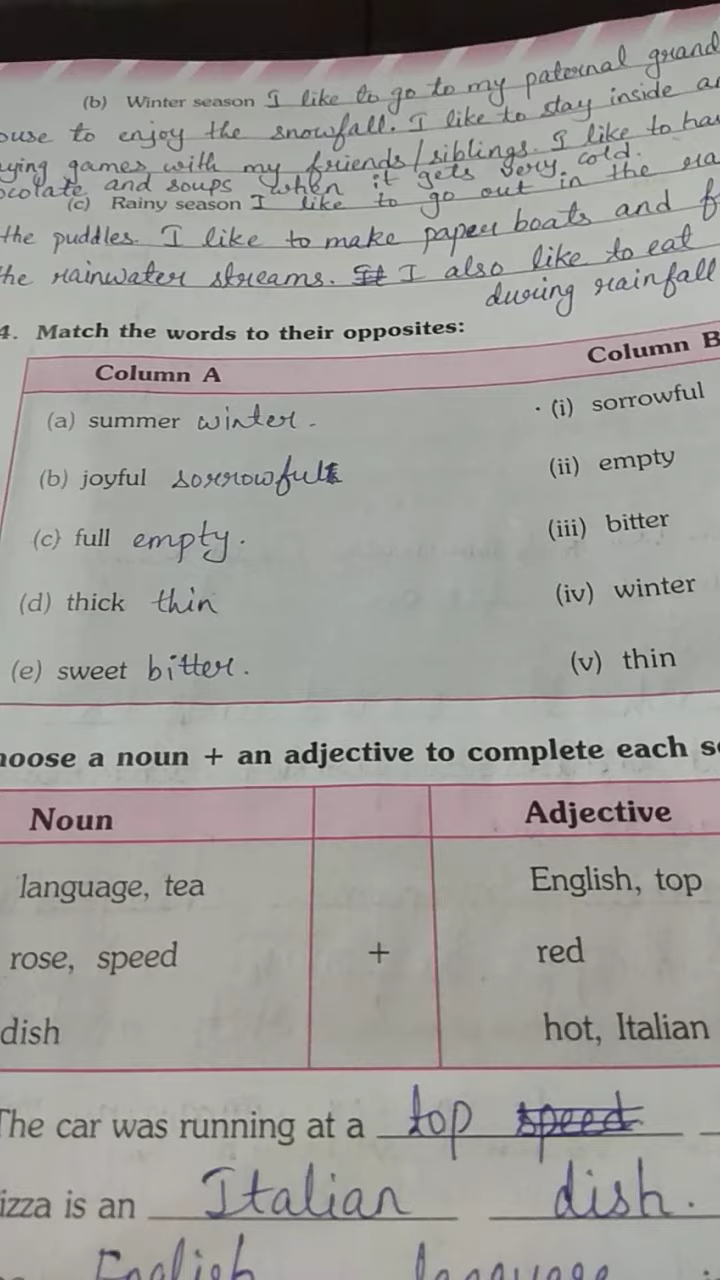 (b) Winter season I like to go to my paternal grand
ouse to enjoy the snowfall. I like to stay inside
ying games, with my friends/siblings. I like to
ocolate and soups when it gets very cold.
(c) Rainy season I like to go out in the
the puddles. I like to make paper boats and
the rainwater streams. I also like to eat
during rainfall
4. Match the words to their opposites:
Column A Column B
(a) summer winter. (i) sorrowful
(b) joyful sorrowful (ii) empty
(c) full empty. (iii) bitter
(d) thick thin (iv) winter
(e) sweet bitter. (v) thin
hoose a noun + an adjective to complete each
Noun Adjective
language, tea English, top
rose, speed + red
dish hot, Italian
The car was running at a top speed
izza is an Italian dish.
English language